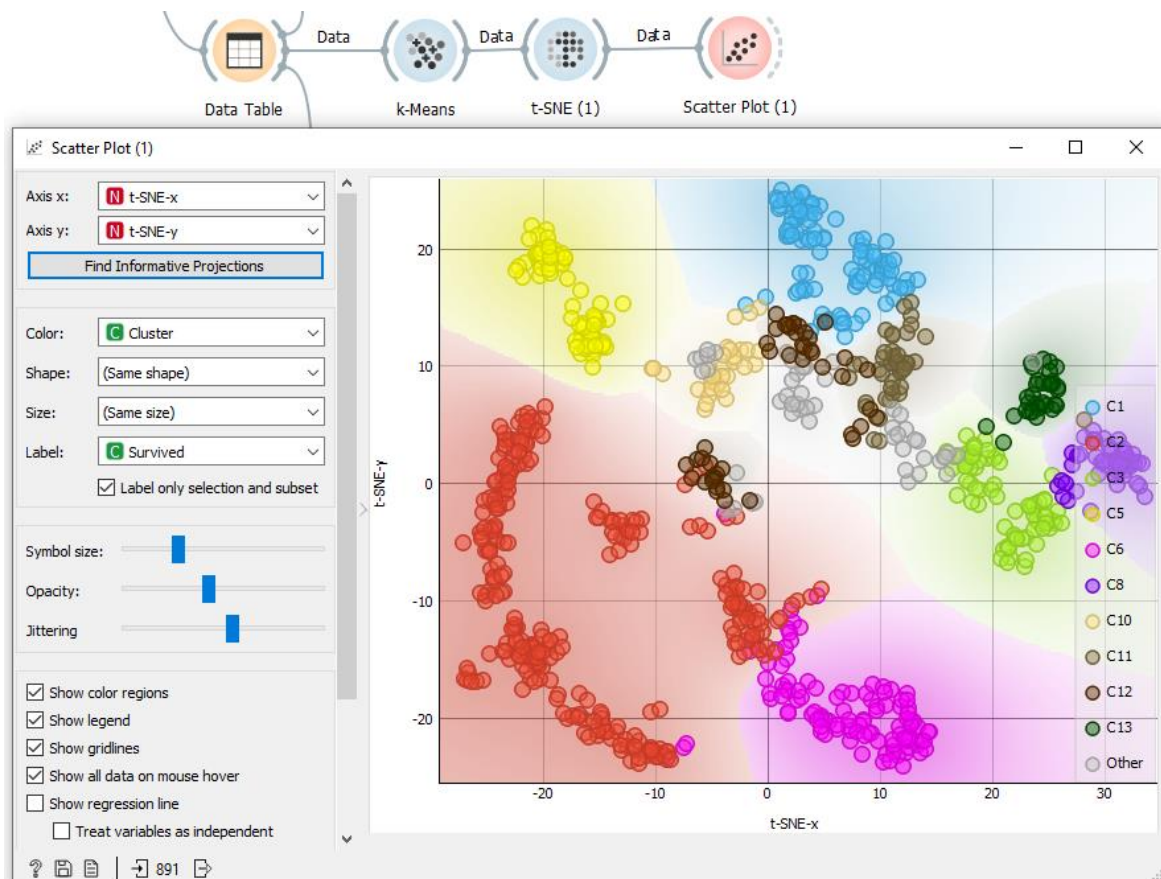 Data Data Data
Data Table k-Means t-SNE (1) Scatter Plot (1)
Scatter Plot (1)
Axis x: N t-SNE-x
Axis y: N t-SNE-y
Find Informative Projections
Color: C Cluster
Shape: (Same shape)
Size: (Same size)
Label: C Survived
Label only selection and subset
Symbol size:
Opacity:
Jittering
Show color regions
Show legend
Show gridlines
Show all data on mouse hover
Show regression line
Treat variables as independent
? 891
t-SNE-y
20
10
0
-10
-20
-20 -10 0 10 20 30
t-SNE-x
C1
C2
C3
C5
C6
C8
C10
C11
C12
C13
Other